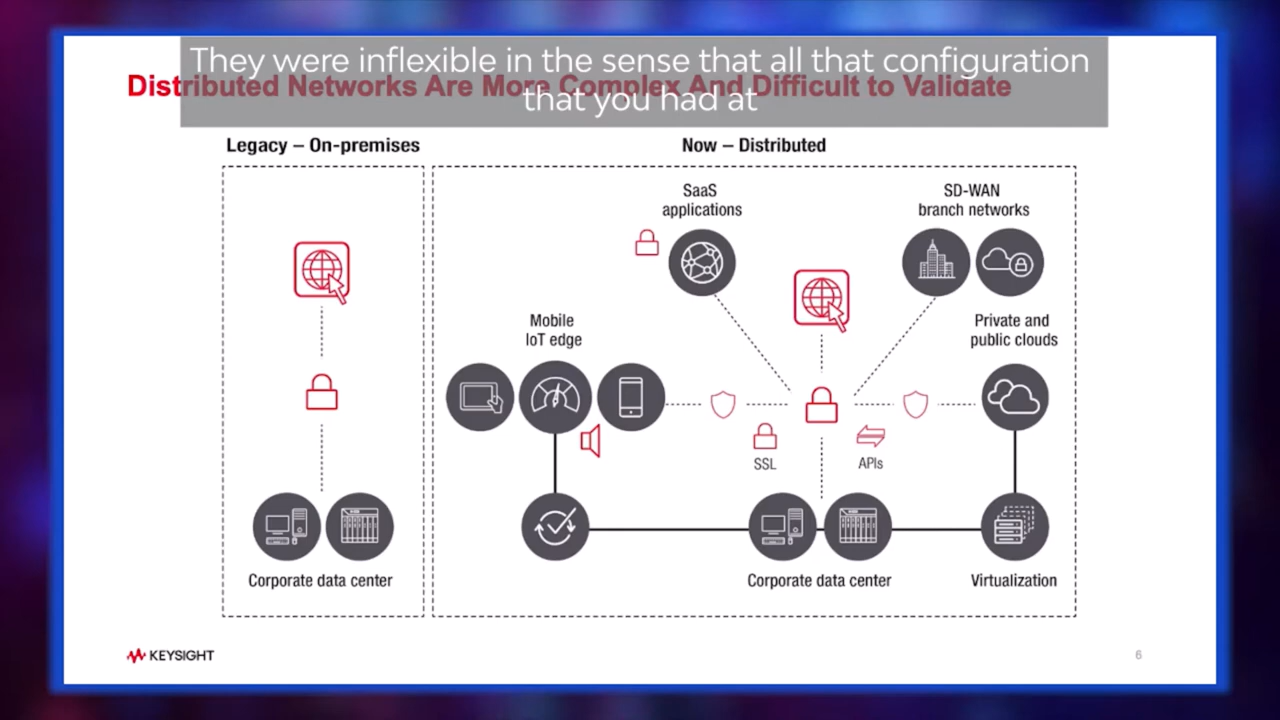 They were inflexible in the sense that all that configuration
that you had at
Distributed Networks Are More Complex And Difficult to Validate
Legacy – On-premises
Now – Distributed
SaaS
applications
SD-WAN
branch networks
Mobile
IoT edge
Private and
public clouds
SSL
APIs
Corporate data center
Corporate data center
Virtualization
KEYSIGHT
6